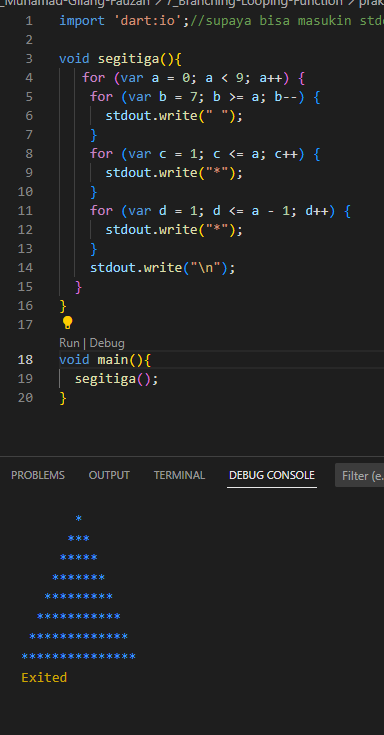 _Muhamad-Gilang-Fauzan > 7_Branching-Looping-Function > prak
1 import 'dart:io';//supaya bisa masukin stdo
2
3 void segitiga(){
4 for (var a = 0; a < 9; a++) {
5 for (var b = 7; b >= a; b--) {
6 stdout.write(" ");
7 }
8 for (var c = 1; c <= a; c++) {
9 stdout.write("*");
10 }
11 for (var d = 1; d <= a - 1; d++) {
12 stdout.write("*");
13 }
14 stdout.write("\n");
15 }
16 }
17
Run | Debug
18 void main(){
19 segitiga();
20 }
PROBLEMS OUTPUT TERMINAL DEBUG CONSOLE Filter (e.
*
***
*****
*******
*********
***********
*************
***************
Exited